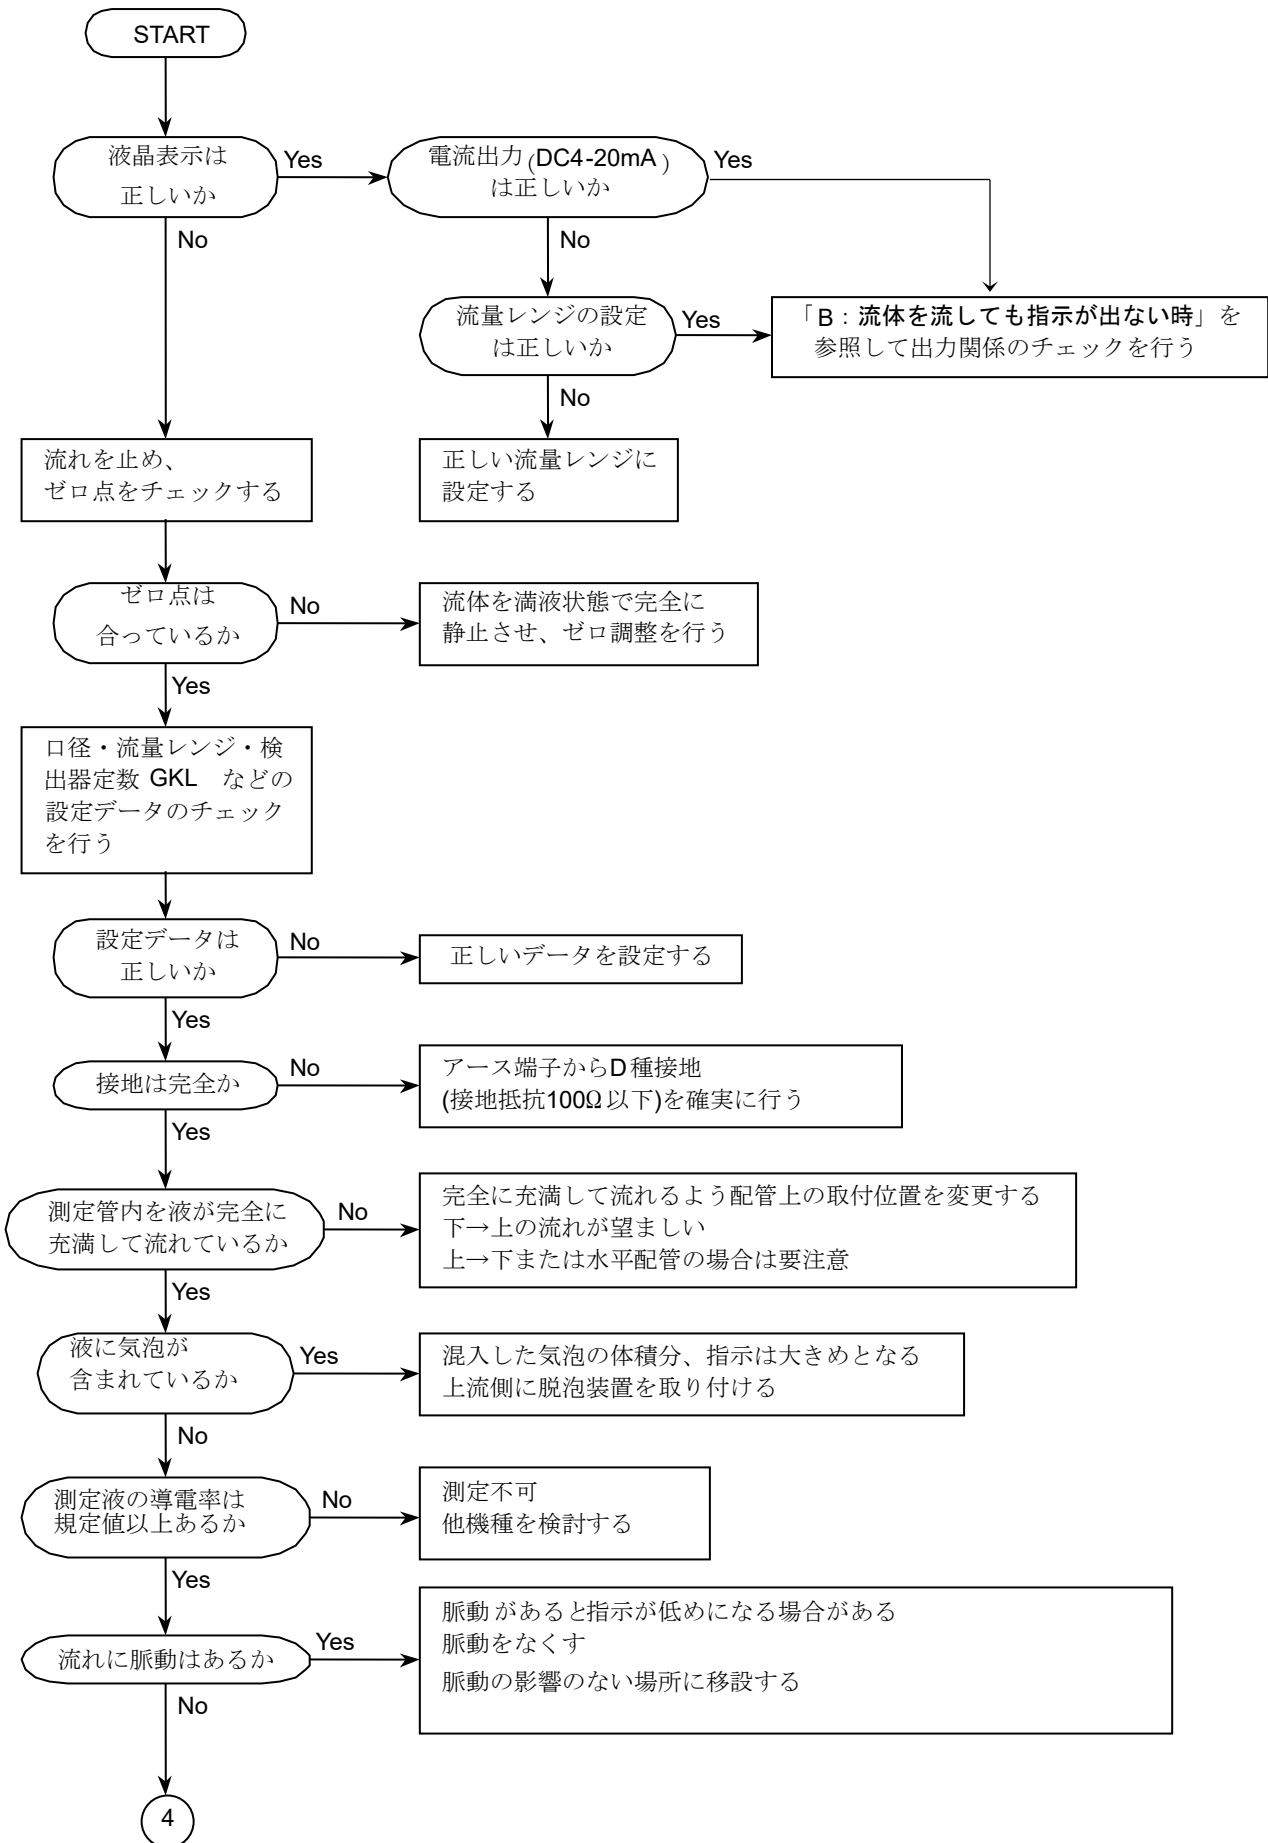 START
液晶表示は
正しいか
Yes
電流出力(DC4-20mA)
は正しいか
Yes
No
No
流量レンジの設定
は正しいか
Yes
「B：流体を流しても指示が出ない時」を
参照して出力関係のチェックを行う
No
流れを止め、
ゼロ点をチェックする
正しい流量レンジに
設定する
ゼロ点は
合っているか
No
流体を満液状態で完全に
静止させ、ゼロ調整を行う
Yes
口径・流量レンジ・検
出器定数 GKL　などの
設定データのチェック
を行う
設定データは
正しいか
No
正しいデータを設定する
Yes
接地は完全か
No
アース端子からD種接地
(接地抵抗100Ω以下)を確実に行う
Yes
測定管内を液が完全に
充満して流れているか
No
完全に充満して流れるよう配管上の取付位置を変更する
下→上の流れが望ましい
上→下または水平配管の場合は要注意
Yes
液に気泡が
含まれているか
Yes
混入した気泡の体積分、指示は大きめとなる
上流側に脱泡装置を取り付ける
No
測定液の導電率は
規定値以上あるか
No
測定不可
他機種を検討する
Yes
流れに脈動はあるか
Yes
脈動があると指示が低めになる場合がある
脈動をなくす
脈動の影響のない場所に移設する
No
4